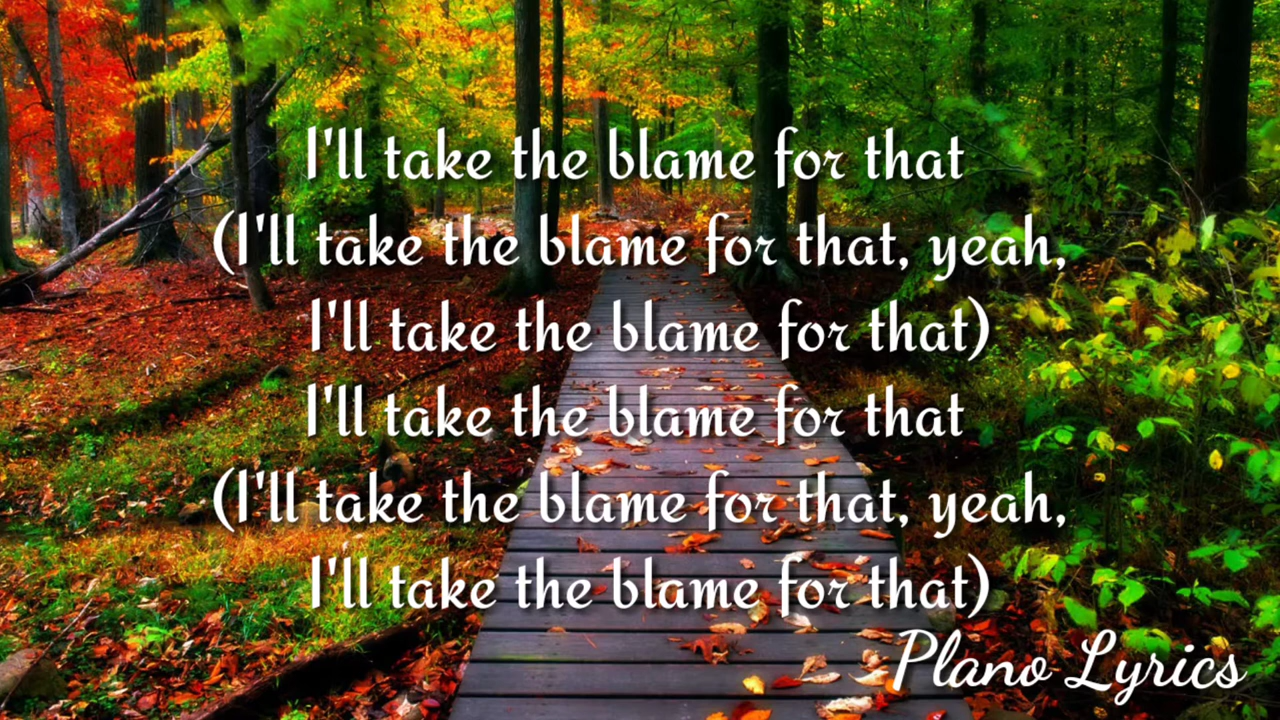 I'll take the blame for that
(I'll take the blame for that, yeah,
I'll take the blame for that)
I'll take the blame for that
(I'll take the blame for that, yeah,
I'll take the blame for that)
Plano Lyrics